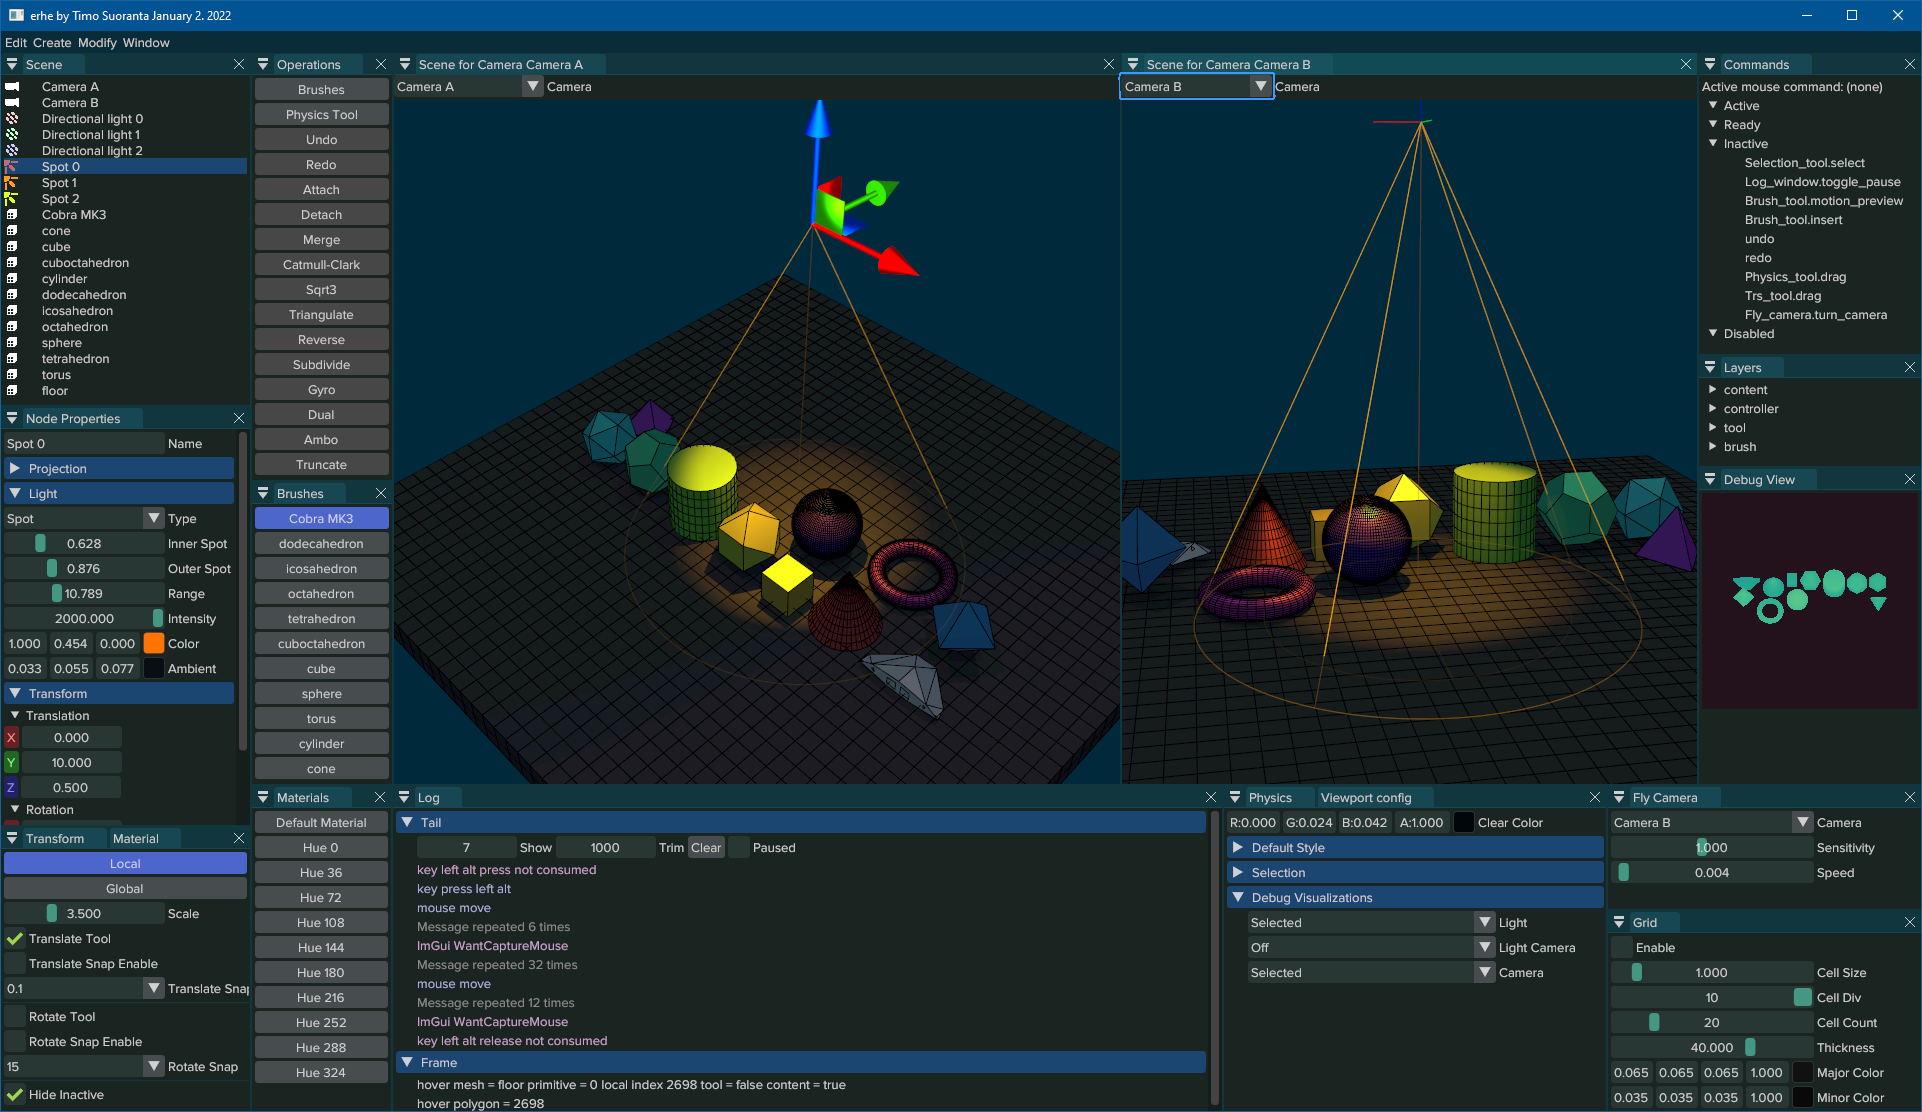 erhe by Timo Suoranta January 2. 2022
Edit Create Modify Window
Scene
Camera A
Camera B
Directional light 0
Directional light 1
Directional light 2
Spot 0
Spot 1
Spot 2
Cobra MK3
cone
cube
cuboctahedron
cylinder
dodecahedron
icosahedron
octahedron
sphere
tetrahedron
torus
floor
Node Properties
Spot 0 Name
Projection
Light
Spot Type
0.628 Inner Spot
0.876 Outer Spot
10.789 Range
2000.000 Intensity
1.000 0.454 0.000 Color
0.033 0.055 0.077 Ambient
Transform
Translation
X 0.000
Y 10.000
Z 0.500
Rotation
Transform Material
Local
Global
3.500 Scale
Translate Tool
Translate Snap Enable
0.1 Translate Snap
Rotate Tool
Rotate Snap Enable
15 Rotate Snap
Hide Inactive
Operations
Brushes
Physics Tool
Undo
Redo
Attach
Detach
Merge
Catmull-Clark
Sqrt3
Triangulate
Reverse
Subdivide
Gyro
Dual
Ambo
Truncate
Brushes
Cobra MK3
dodecahedron
icosahedron
octahedron
tetrahedron
cuboctahedron
cube
sphere
torus
cylinder
cone
Materials
Default Material
Hue 0
Hue 36
Hue 72
Hue 108
Hue 144
Hue 180
Hue 216
Hue 252
Hue 288
Hue 324
Scene for Camera Camera A
Camera A Camera
Scene for Camera Camera B
Camera B Camera
Log
Tail
7 Show 1000 Trim Clear Paused
key left alt press not consumed
key press left alt
mouse move
Message repeated 6 times
ImGui WantCaptureMouse
Message repeated 32 times
mouse move
Message repeated 12 times
ImGui WantCaptureMouse
key left alt release not consumed
Frame
hover mesh = floor primitive = 0 local index 2698 tool = false content = true
hover polygon = 2698
Physics Viewport config
R:0.000 G:0.024 B:0.042 A:1.000 Clear Color
Default Style
Selection
Debug Visualizations
Selected Light
Off Light Camera
Selected Camera
Commands
Active mouse command: (none)
Active
Ready
Inactive
Selection_tool.select
Log_window.toggle_pause
Brush_tool.motion_preview
Brush_tool.insert
undo
redo
Physics_tool.drag
Trs_tool.drag
Fly_camera.turn_camera
Disabled
Layers
content
controller
tool
brush
Debug View
Fly Camera
Camera B Camera
1.000 Sensitivity
0.004 Speed
Grid
Enable
1.000 Cell Size
10 Cell Div
20 Cell Count
40.000 Thickness
0.065 0.065 0.065 1.000 Major Color
0.035 0.035 0.035 1.000 Minor Color